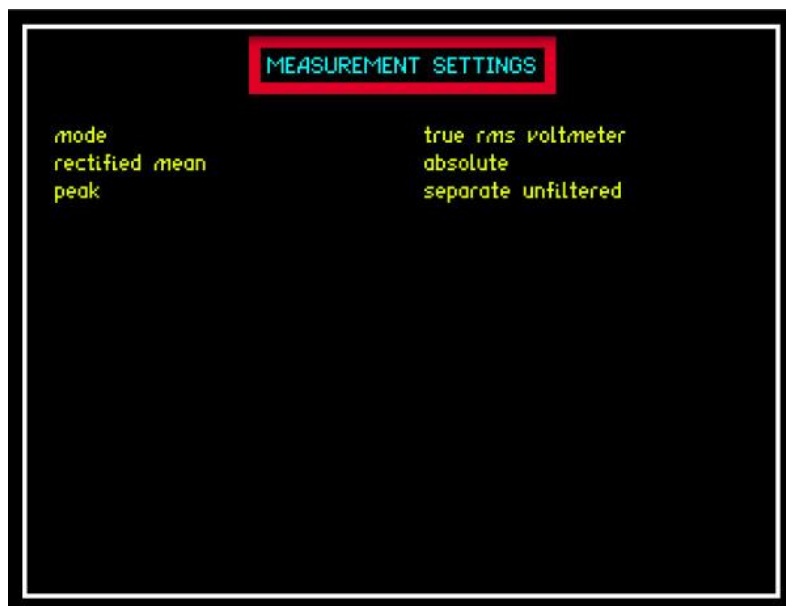 MEASUREMENT SETTINGS
mode true rms voltmeter
rectified mean absolute
peak separate unfiltered